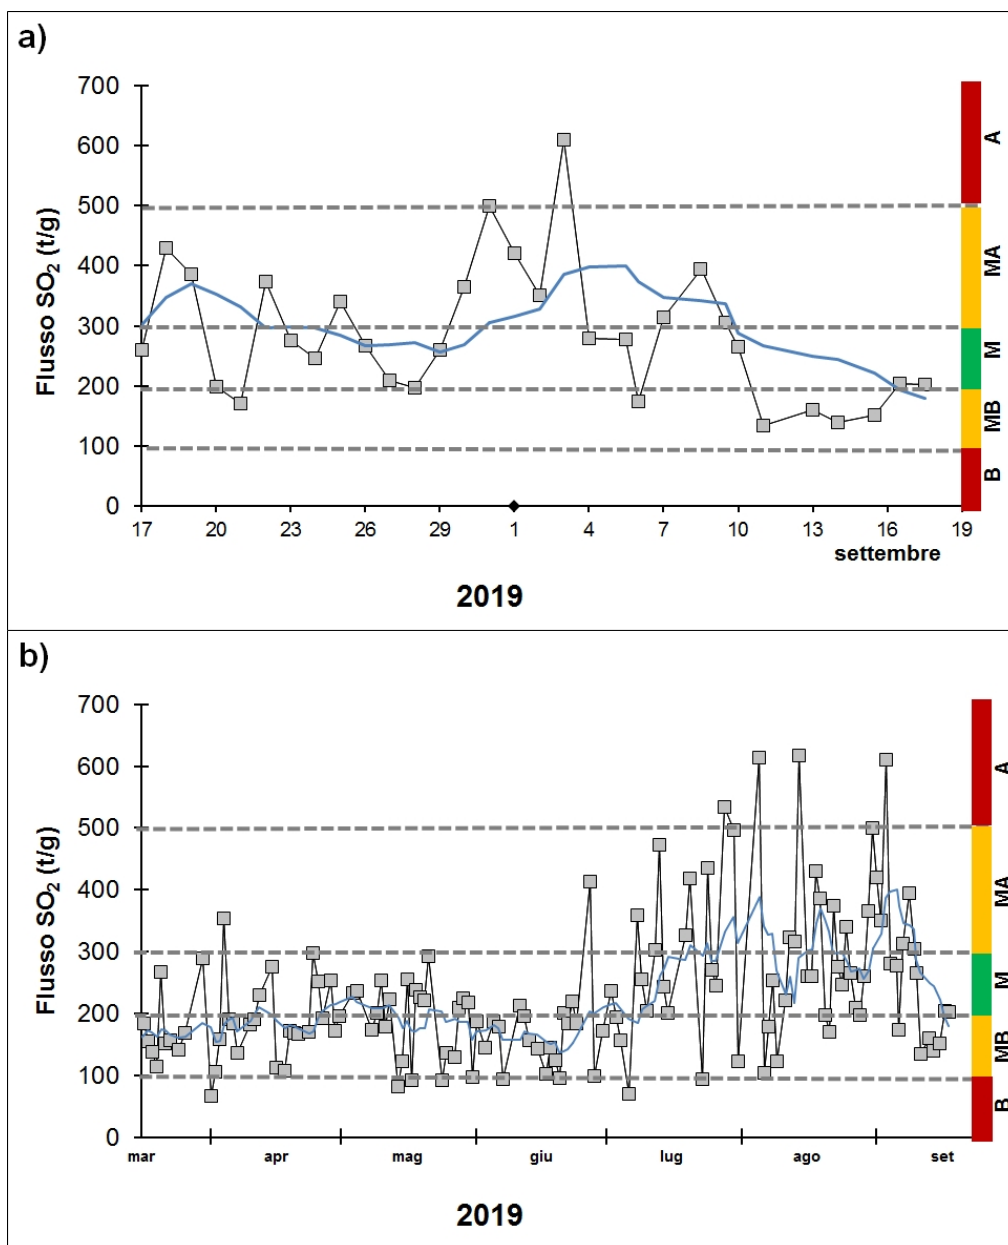 a)
700
600
500
400
300
200
100
0
Flusso SO₂ (t/g)
A
MA
M
MB
B
17 20 23 26 29 1 4 7 10 13 16 19
settembre
2019
b)
700
600
500
400
300
200
100
0
Flusso SO₂ (t/g)
A
MA
M
MB
B
mar apr mag giu lug ago set
2019